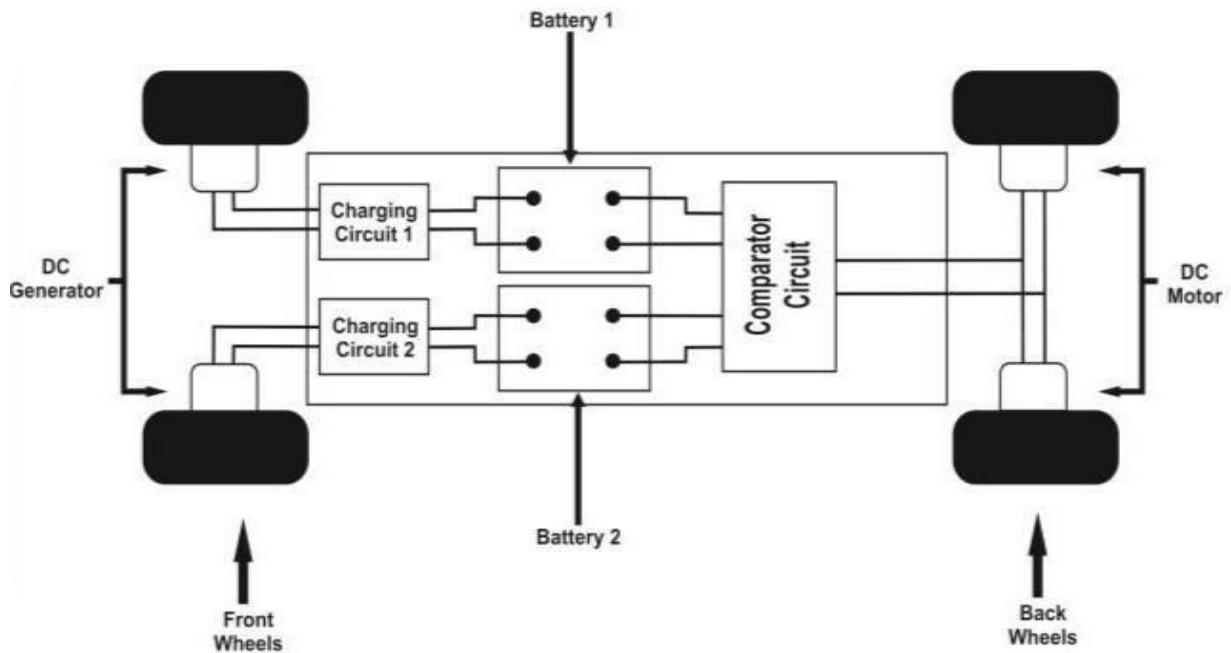 Battery 1
Charging
Circuit 1
DC
Generator
Comparator
Circuit
DC
Motor
Charging
Circuit 2
Battery 2
Front
Wheels
Back
Wheels